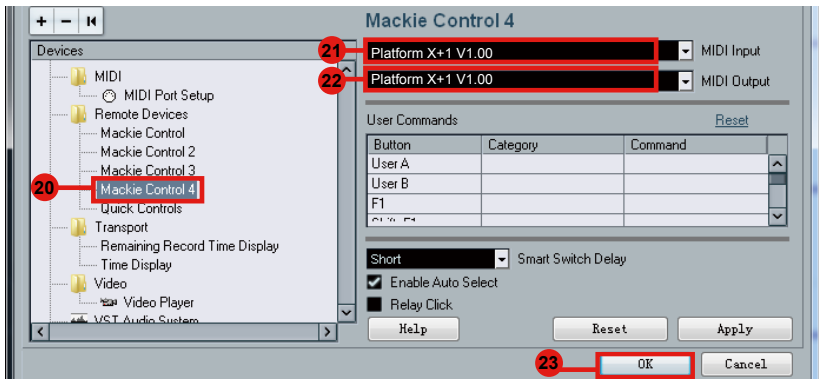 + − I◀
Mackie Control 4
Devices
21 Platform X+1 V1.00 MIDI Input
22 Platform X+1 V1.00 MIDI Output
MIDI
MIDI Port Setup
Remote Devices
Mackie Control
Mackie Control 2
Mackie Control 3
20 Mackie Control 4
Quick Controls
Transport
Remaining Record Time Display
Time Display
Video
Video Player
VST Audio System
User Commands Reset
Button Category Command
User A
User B
F1
Short Smart Switch Delay
Enable Auto Select
Relay Click
Help Reset Apply
23 OK Cancel